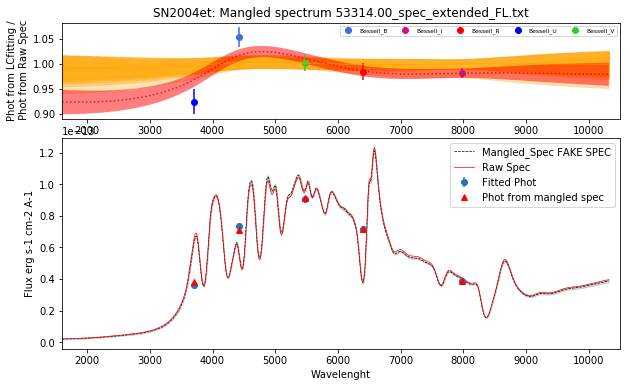 SN2004et: Mangled spectrum 53314.00_spec_extended_FL.txt
Phot from LCfitting /
Phot from Raw Spec
1.05
1.00
0.95
0.90
Bessell_B
Bessell_I
Bessell_R
Bessell_U
Bessell_V
2000 3000 4000 5000 6000 7000 8000 9000 10000
1e−13
Flux erg s-1 cm-2 A-1
1.2
1.0
0.8
0.6
0.4
0.2
0.0
Mangled_Spec FAKE SPEC
Raw Spec
Fitted Phot
Phot from mangled spec
2000 3000 4000 5000 6000 7000 8000 9000 10000
Wavelenght